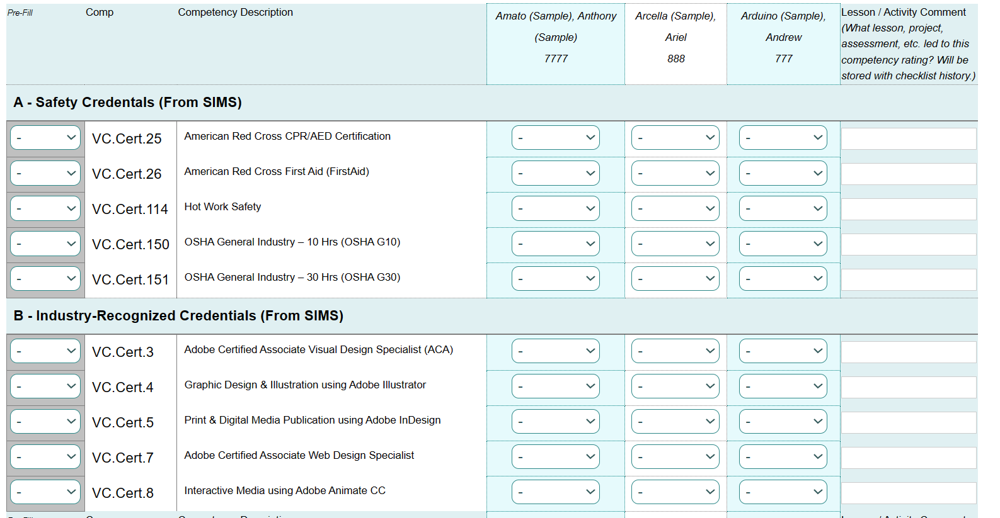 Pre-Fill Comp Competency Description Amato (Sample), Anthony Arcella (Sample), Arduino (Sample), Lesson / Activity Comment
(Sample) Ariel Andrew (What lesson, project,
7777 888 777 assessment, etc. led to this
competency rating? Will be
stored with checklist history.)
A - Safety Credentals (From SIMS)
- VC.Cert.25 American Red Cross CPR/AED Certification - - -
- VC.Cert.26 American Red Cross First Aid (FirstAid) - - -
- VC.Cert.114 Hot Work Safety - - -
- VC.Cert.150 OSHA General Industry – 10 Hrs (OSHA G10) - - -
- VC.Cert.151 OSHA General Industry – 30 Hrs (OSHA G30) - - -
B - Industry-Recognized Credentials (From SIMS)
- VC.Cert.3 Adobe Certified Associate Visual Design Specialist (ACA) - - -
- VC.Cert.4 Graphic Design & Illustration using Adobe Illustrator - - -
- VC.Cert.5 Print & Digital Media Publication using Adobe InDesign - - -
- VC.Cert.7 Adobe Certified Associate Web Design Specialist - - -
- VC.Cert.8 Interactive Media using Adobe Animate CC - - -